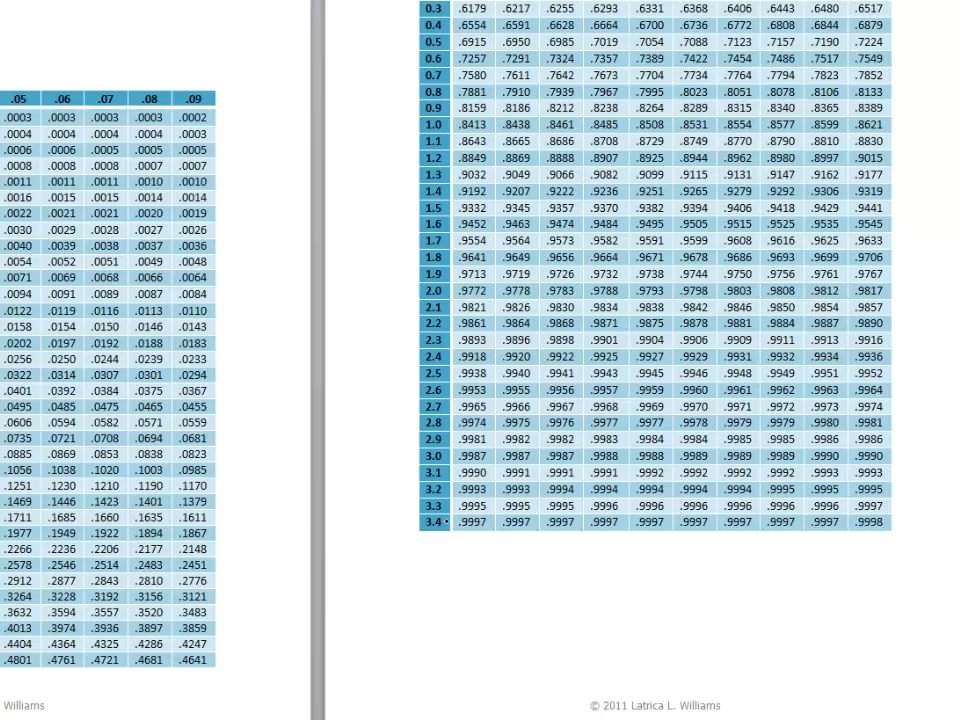 .05 .06 .07 .08 .09
.0003 .0003 .0003 .0003 .0002
.0004 .0004 .0004 .0004 .0003
.0006 .0006 .0005 .0005 .0005
.0008 .0008 .0008 .0007 .0007
.0011 .0011 .0011 .0010 .0010
.0016 .0015 .0015 .0014 .0014
.0022 .0021 .0021 .0020 .0019
.0030 .0029 .0028 .0027 .0026
.0040 .0039 .0038 .0037 .0036
.0054 .0052 .0051 .0049 .0048
.0071 .0069 .0068 .0066 .0064
.0094 .0091 .0089 .0087 .0084
.0122 .0119 .0116 .0113 .0110
.0158 .0154 .0150 .0146 .0143
.0202 .0197 .0192 .0188 .0183
.0256 .0250 .0244 .0239 .0233
.0322 .0314 .0307 .0301 .0294
.0401 .0392 .0384 .0375 .0367
.0495 .0485 .0475 .0465 .0455
.0606 .0594 .0582 .0571 .0559
.0735 .0721 .0708 .0694 .0681
.0885 .0869 .0853 .0838 .0823
.1056 .1038 .1020 .1003 .0985
.1251 .1230 .1210 .1190 .1170
.1469 .1446 .1423 .1401 .1379
.1711 .1685 .1660 .1635 .1611
.1977 .1949 .1922 .1894 .1867
.2266 .2236 .2206 .2177 .2148
.2578 .2546 .2514 .2483 .2451
.2912 .2877 .2843 .2810 .2776
.3264 .3228 .3192 .3156 .3121
.3632 .3594 .3557 .3520 .3483
.4013 .3974 .3936 .3897 .3859
.4404 .4364 .4325 .4286 .4247
.4801 .4761 .4721 .4681 .4641
Williams
0.3 .6179 .6217 .6255 .6293 .6331 .6368 .6406 .6443 .6480 .6517
0.4 .6554 .6591 .6628 .6664 .6700 .6736 .6772 .6808 .6844 .6879
0.5 .6915 .6950 .6985 .7019 .7054 .7088 .7123 .7157 .7190 .7224
0.6 .7257 .7291 .7324 .7357 .7389 .7422 .7454 .7486 .7517 .7549
0.7 .7580 .7611 .7642 .7673 .7704 .7734 .7764 .7794 .7823 .7852
0.8 .7881 .7910 .7939 .7967 .7995 .8023 .8051 .8078 .8106 .8133
0.9 .8159 .8186 .8212 .8238 .8264 .8289 .8315 .8340 .8365 .8389
1.0 .8413 .8438 .8461 .8485 .8508 .8531 .8554 .8577 .8599 .8621
1.1 .8643 .8665 .8686 .8708 .8729 .8749 .8770 .8790 .8810 .8830
1.2 .8849 .8869 .8888 .8907 .8925 .8944 .8962 .8980 .8997 .9015
1.3 .9032 .9049 .9066 .9082 .9099 .9115 .9131 .9147 .9162 .9177
1.4 .9192 .9207 .9222 .9236 .9251 .9265 .9279 .9292 .9306 .9319
1.5 .9332 .9345 .9357 .9370 .9382 .9394 .9406 .9418 .9429 .9441
1.6 .9452 .9463 .9474 .9484 .9495 .9505 .9515 .9525 .9535 .9545
1.7 .9554 .9564 .9573 .9582 .9591 .9599 .9608 .9616 .9625 .9633
1.8 .9641 .9649 .9656 .9664 .9671 .9678 .9686 .9693 .9699 .9706
1.9 .9713 .9719 .9726 .9732 .9738 .9744 .9750 .9756 .9761 .9767
2.0 .9772 .9778 .9783 .9788 .9793 .9798 .9803 .9808 .9812 .9817
2.1 .9821 .9826 .9830 .9834 .9838 .9842 .9846 .9850 .9854 .9857
2.2 .9861 .9864 .9868 .9871 .9875 .9878 .9881 .9884 .9887 .9890
2.3 .9893 .9896 .9898 .9901 .9904 .9906 .9909 .9911 .9913 .9916
2.4 .9918 .9920 .9922 .9925 .9927 .9929 .9931 .9932 .9934 .9936
2.5 .9938 .9940 .9941 .9943 .9945 .9946 .9948 .9949 .9951 .9952
2.6 .9953 .9955 .9956 .9957 .9959 .9960 .9961 .9962 .9963 .9964
2.7 .9965 .9966 .9967 .9968 .9969 .9970 .9971 .9972 .9973 .9974
2.8 .9974 .9975 .9976 .9977 .9977 .9978 .9979 .9979 .9980 .9981
2.9 .9981 .9982 .9982 .9983 .9984 .9984 .9985 .9985 .9986 .9986
3.0 .9987 .9987 .9987 .9988 .9988 .9989 .9989 .9989 .9990 .9990
3.1 .9990 .9991 .9991 .9991 .9992 .9992 .9992 .9992 .9993 .9993
3.2 .9993 .9993 .9994 .9994 .9994 .9994 .9994 .9995 .9995 .9995
3.3 .9995 .9995 .9995 .9996 .9996 .9996 .9996 .9996 .9996 .9997
3.4 .9997 .9997 .9997 .9997 .9997 .9997 .9997 .9997 .9997 .9998
© 2011 Latrica L. Williams